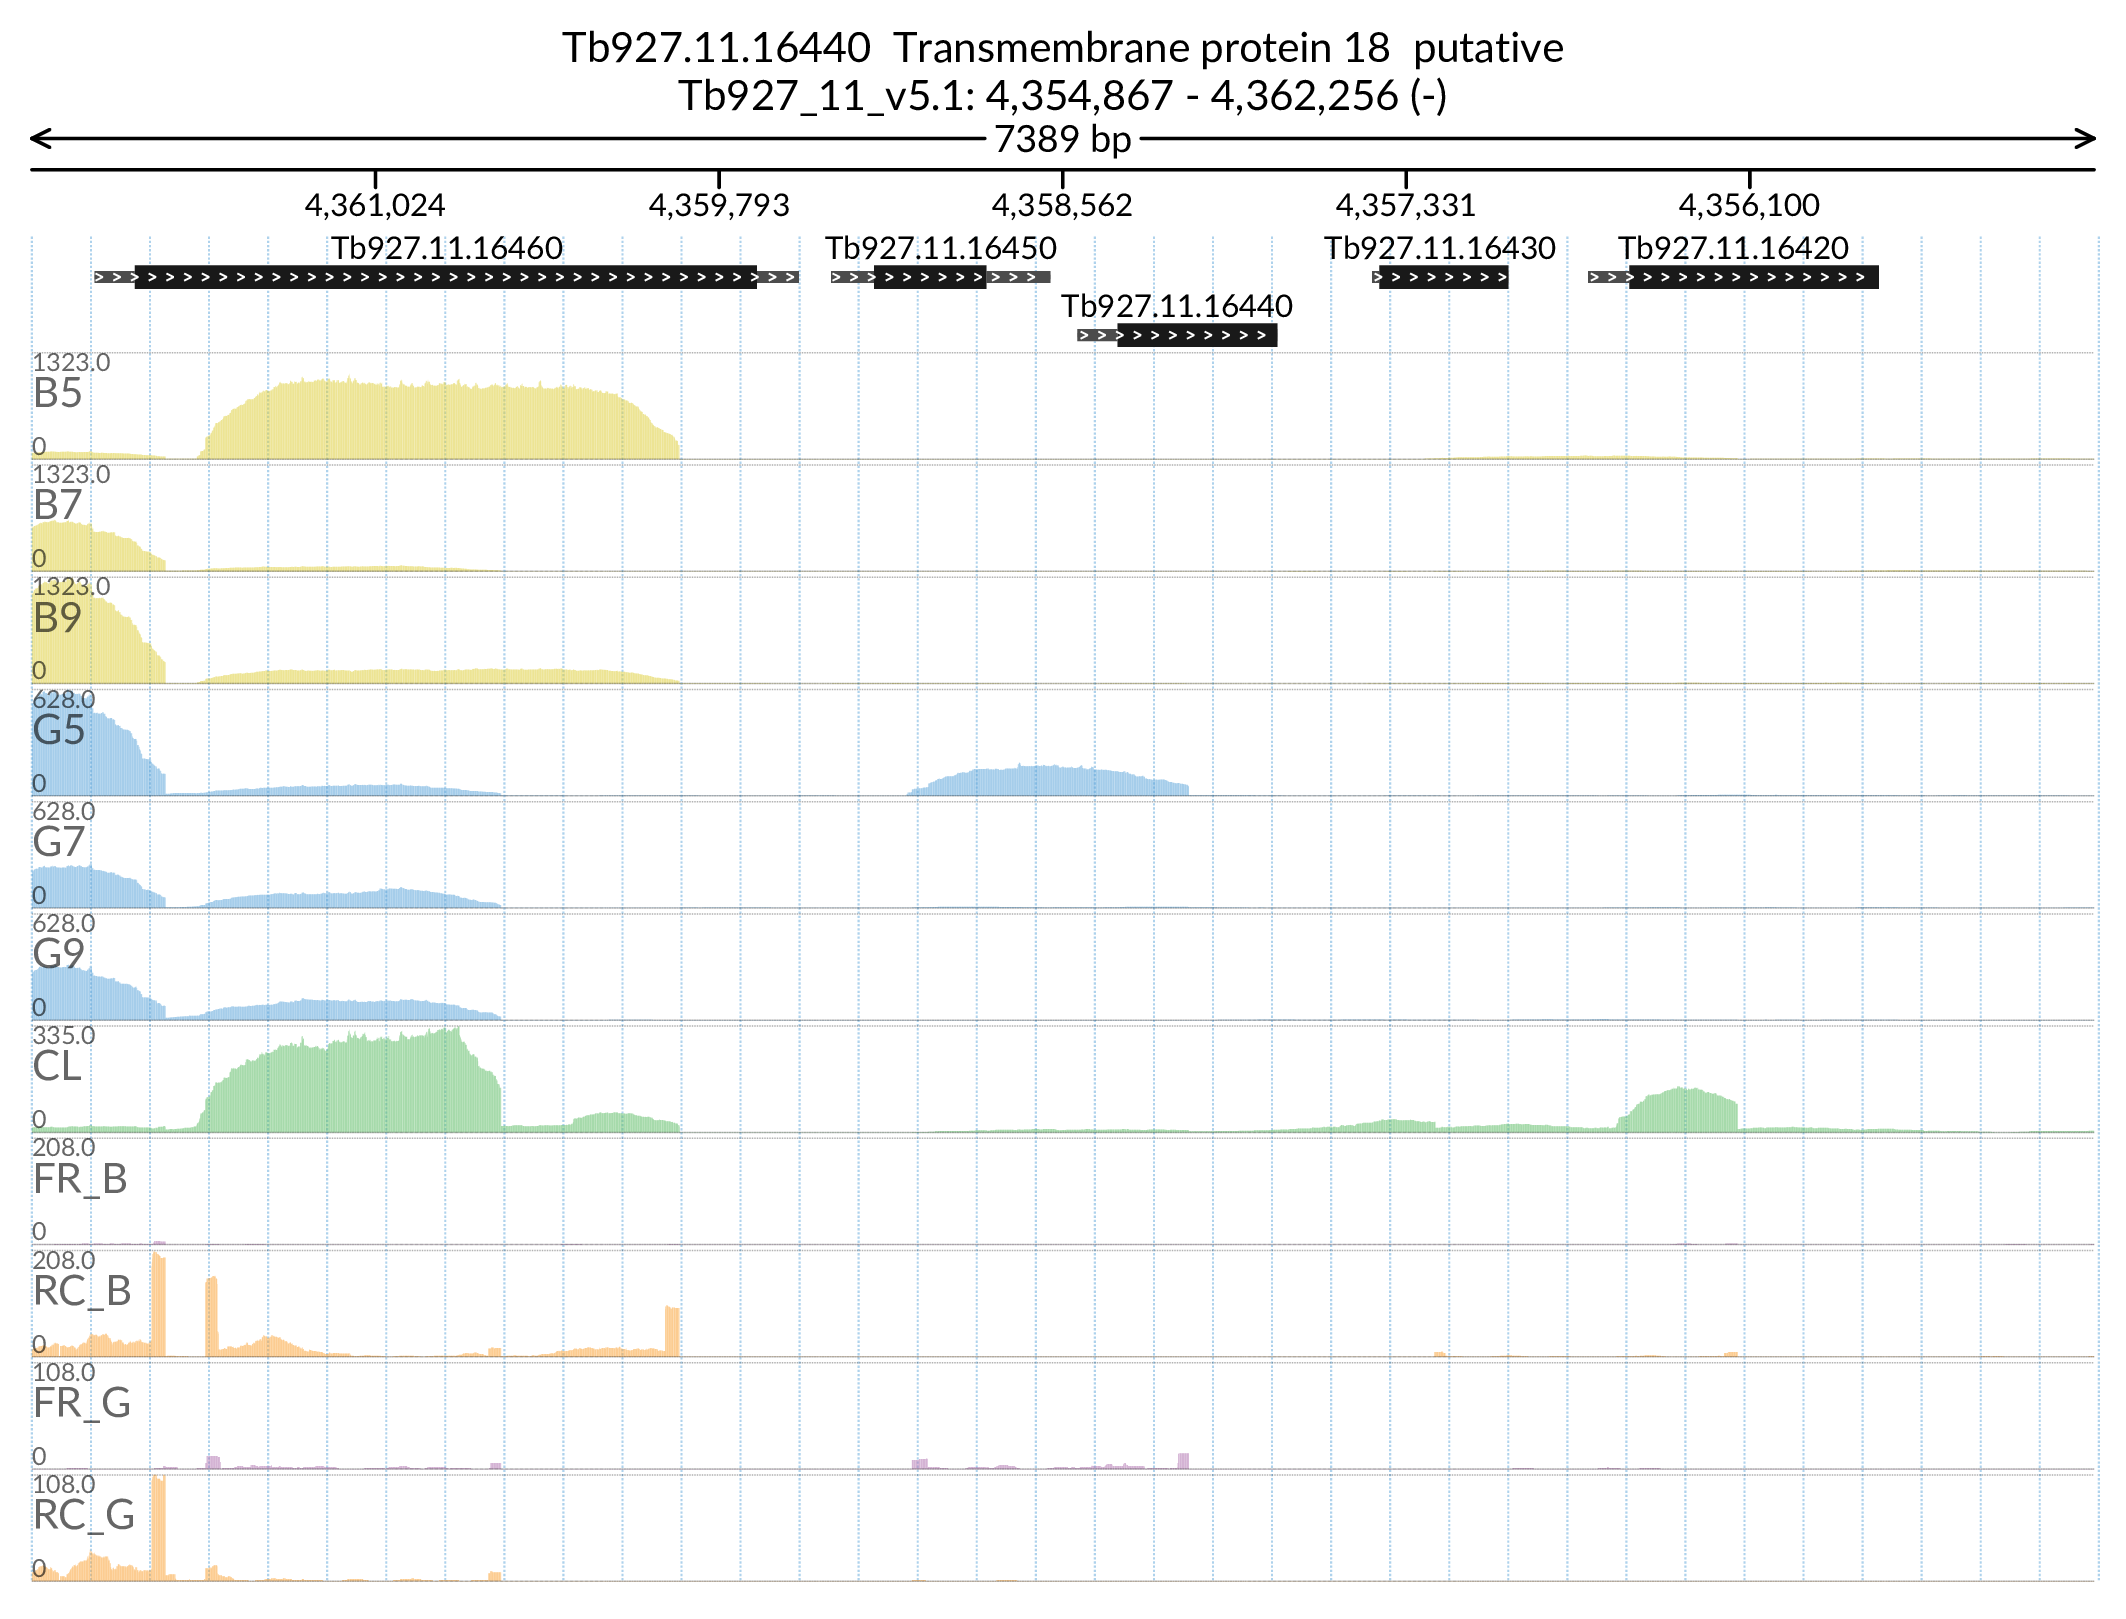 Tb927.11.16440  Transmembrane protein 18  putative
Tb927_11_v5.1: 4,354,867 - 4,362,256 (-)
7389 bp
4,361,024 4,359,793 4,358,562 4,357,331 4,356,100
Tb927.11.16460 Tb927.11.16450 Tb927.11.16430 Tb927.11.16420
Tb927.11.16440
1323.0
B5
0
1323.0
B7
0
1323.0
B9
0
628.0
G5
0
628.0
G7
0
628.0
G9
0
335.0
CL
0
208.0
FR_B
0
208.0
RC_B
0
108.0
FR_G
0
108.0
RC_G
0